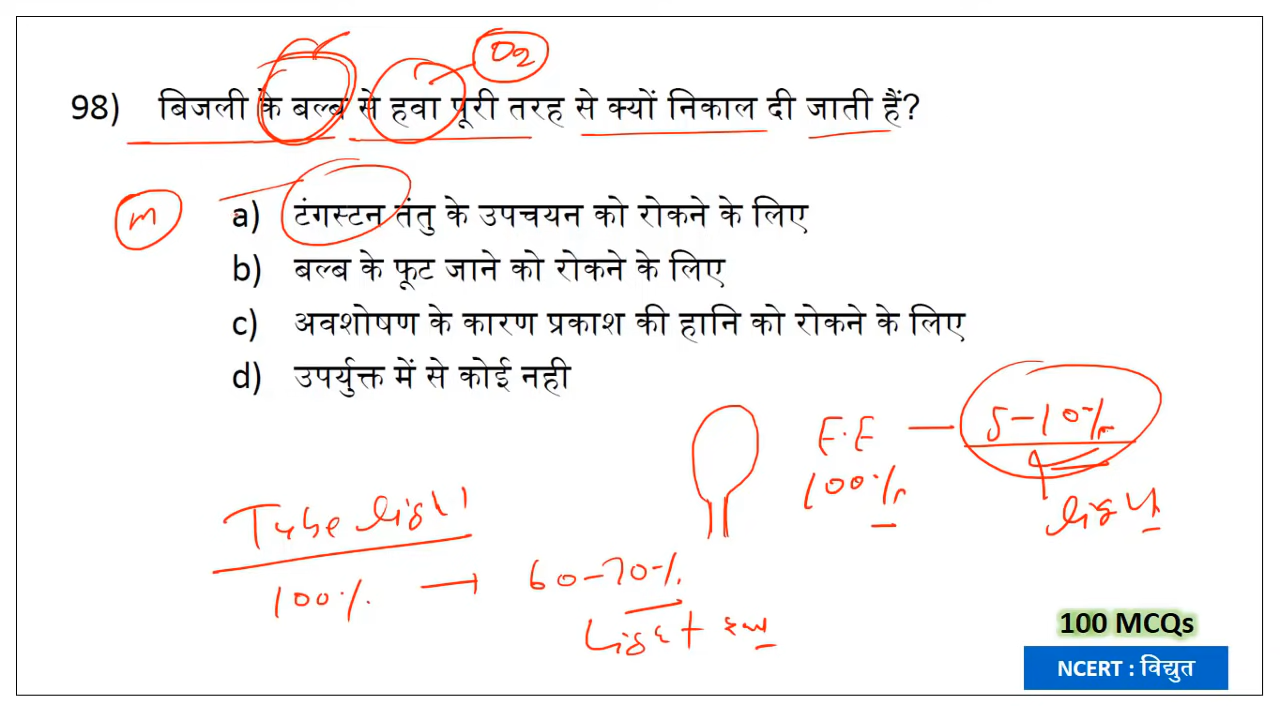 O2
98) बिजली के बल्ब से हवा पूरी तरह से क्यों निकाल दी जाती हैं?
m
a) टंगस्टन तंतु के उपचयन को रोकने के लिए
b) बल्ब के फूट जाने को रोकने के लिए
c) अवशोषण के कारण प्रकाश की हानि को रोकने के लिए
d) उपर्युक्त में से कोई नही
E.E — 5-10%
100%
light
Tube light
100% → 60-70%
light
100 MCQs
NCERT : विद्युत